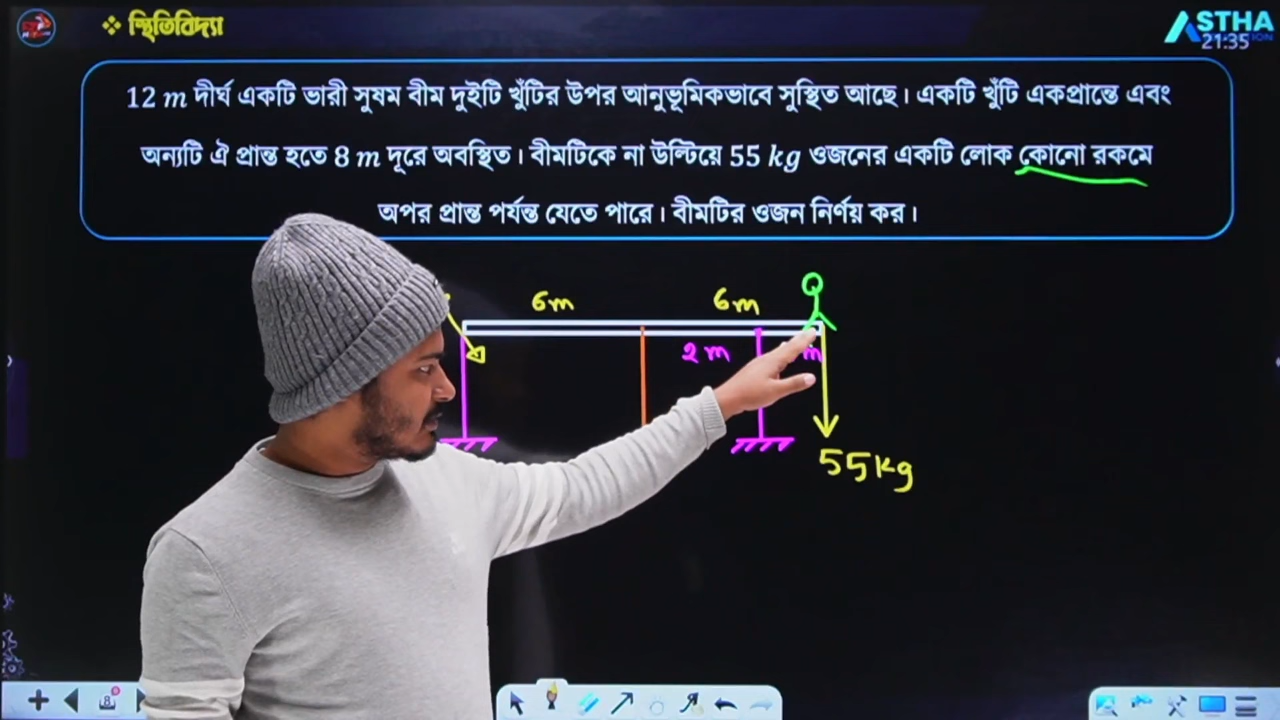 ❖ স্থিতিবিদ্যা
ASTHA
21:35
12 m দীর্ঘ একটি ভারী সুষম বীম দুইটি খুঁটির উপর আনুভূমিকভাবে সুস্থিত আছে। একটি খুঁটি একপ্রান্তে এবং
অন্যটি ঐ প্রান্ত হতে 8 m দূরে অবস্থিত। বীমটিকে না উল্টিয়ে 55 kg ওজনের একটি লোক কোনো রকমে
অপর প্রান্ত পর্যন্ত যেতে পারে। বীমটির ওজন নির্ণয় কর।
6m 6m
2 m m
55kg
8